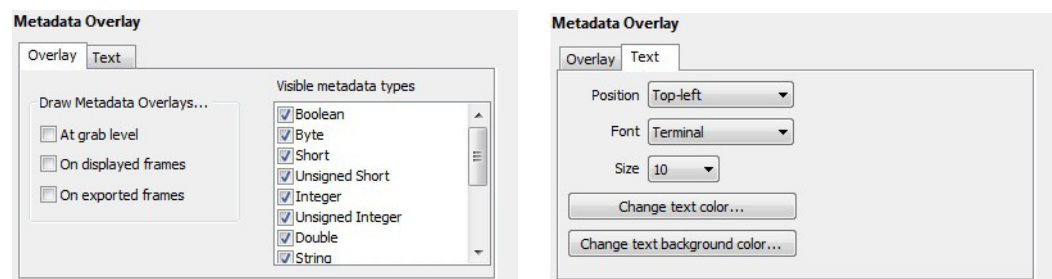 Metadata Overlay
Overlay Text
Draw Metadata Overlays...
At grab level
On displayed frames
On exported frames
Visible metadata types
Boolean
Byte
Short
Unsigned Short
Integer
Unsigned Integer
Double
String
Metadata Overlay
Overlay Text
Position Top-left
Font Terminal
Size 10
Change text color...
Change text background color...